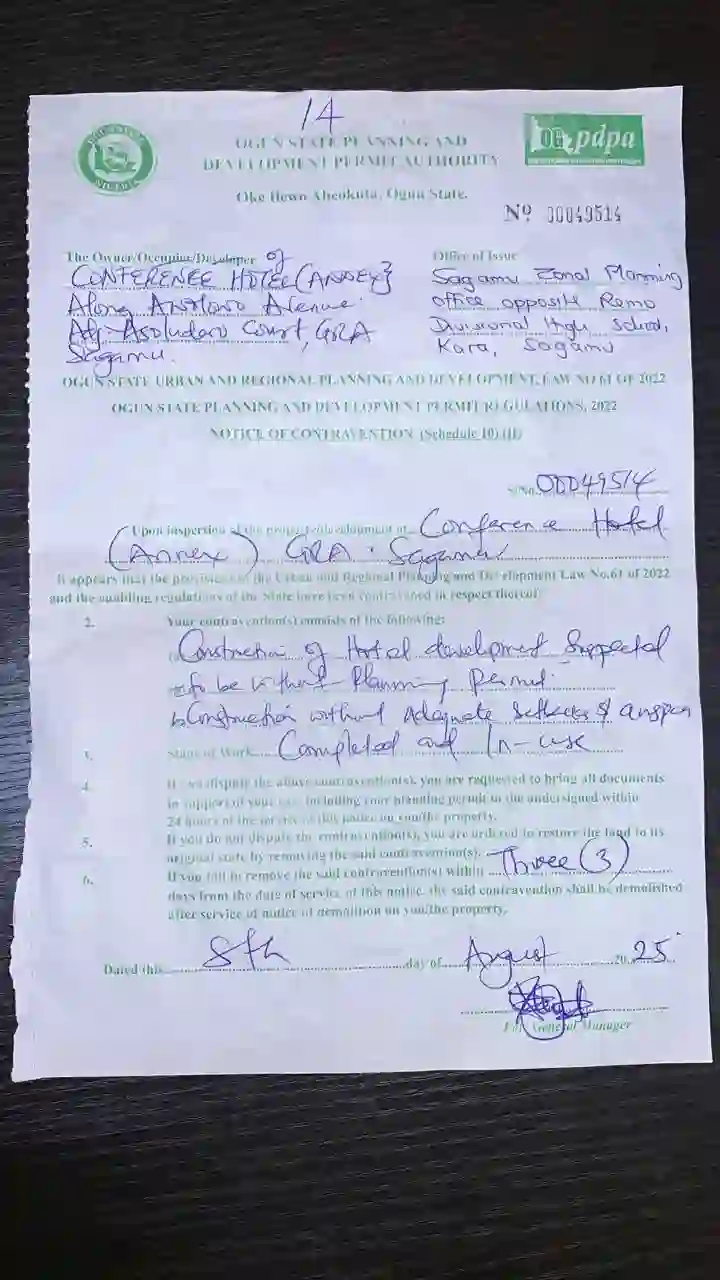 14
OGUN STATE PLANNING AND
DEVELOPMENT PERMIT AUTHORITY
Oke Ilewo Abeokuta, Ogun State.
OG pdpa
OGUN STATE
NIGERIA
Nº 00049514
The Owner/Occupier/Developer of
CONFERENCE HOTEL (ANNEX}
Along Awolowo Avenue
Adj- Asoludero Court, GRA
Sagamu.
Office of Issue
Sagamu Zonal Planning
office opposite Remo
Divisional High School,
Kara, Sagamu
OGUN STATE URBAN AND REGIONAL PLANNING AND DEVELOPMENT, LAW NO 61 OF 2022
OGUN STATE PLANNING AND DEVELOPMENT PERMIT REGULATIONS, 2022
NOTICE OF CONTRAVENTION (Schedule 10) (II)
S/No. 00049514
Upon inspection of the property/development at Conference Hotel
(Annex) GRA. Sagamu
It appears that the provisions of the Urban and Regional Planning and Development Law No.61 of 2022
and the enabling regulations of the State have been contravened in respect thereof
2. Your contravention(s) consists of the following:
Construction of Hotel development Suspected
to be without Planning Permit.
Construction without Adequate Setbacks &
3. State of Work Completed and In-use
4. If you dispute the above contravention(s), you are requested to bring all documents
in support of your including your planning permit to the undersigned within
24 hours of the service of this notice on you/the property.
5. If you do not dispute the contravention(s), you are ordered to restore the land to its
original state by removing the said contravention(s).
6. If you fail to remove the said contravention(s) within Three (3)
days from the date of service of this notice, the said contravention shall be demolished
after service of notice of demolition on you/the property.
Dated this 8th day of August 2025
For: General Manager